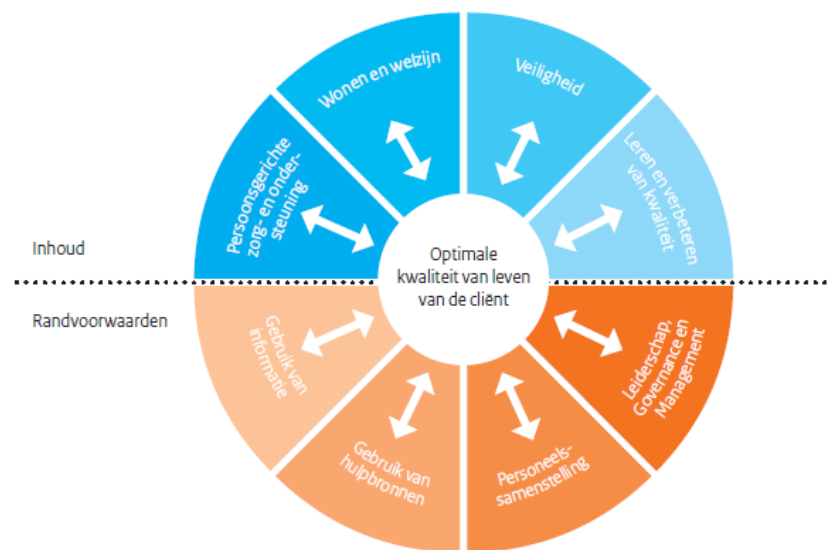 Wonen en welzijn
Veiligheid
Persoonsgerichte
zorg- en onder-
steuning
Leren en verbeteren
van kwaliteit
Inhoud
Optimale
kwaliteit van leven
van de cliënt
Randvoorwaarden
Gebruik van
informatie
Leiderschap,
Governance en
Management
Gebruik van
hulpbronnen
Personeels-
samenstelling